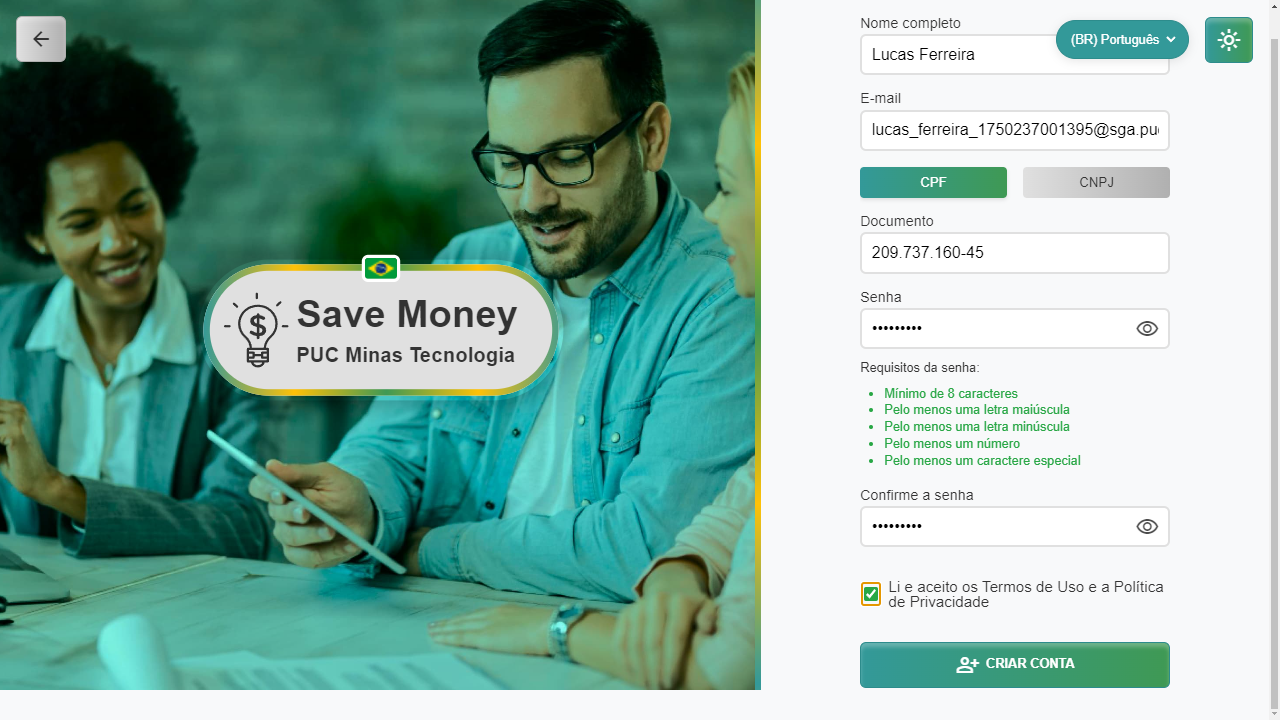 Save Money
PUC Minas Tecnologia
(BR) Português
Nome completo
Lucas Ferreira
E-mail
lucas_ferreira_1750237001395@sga.pu
CPF
CNPJ
Documento
209.737.160-45
Senha
•••••••••
Requisitos da senha:
• Mínimo de 8 caracteres
• Pelo menos uma letra maiúscula
• Pelo menos uma letra minúscula
• Pelo menos um número
• Pelo menos um caractere especial
Confirme a senha
•••••••••
Li e aceito os Termos de Uso e a Política
de Privacidade
CRIAR CONTA